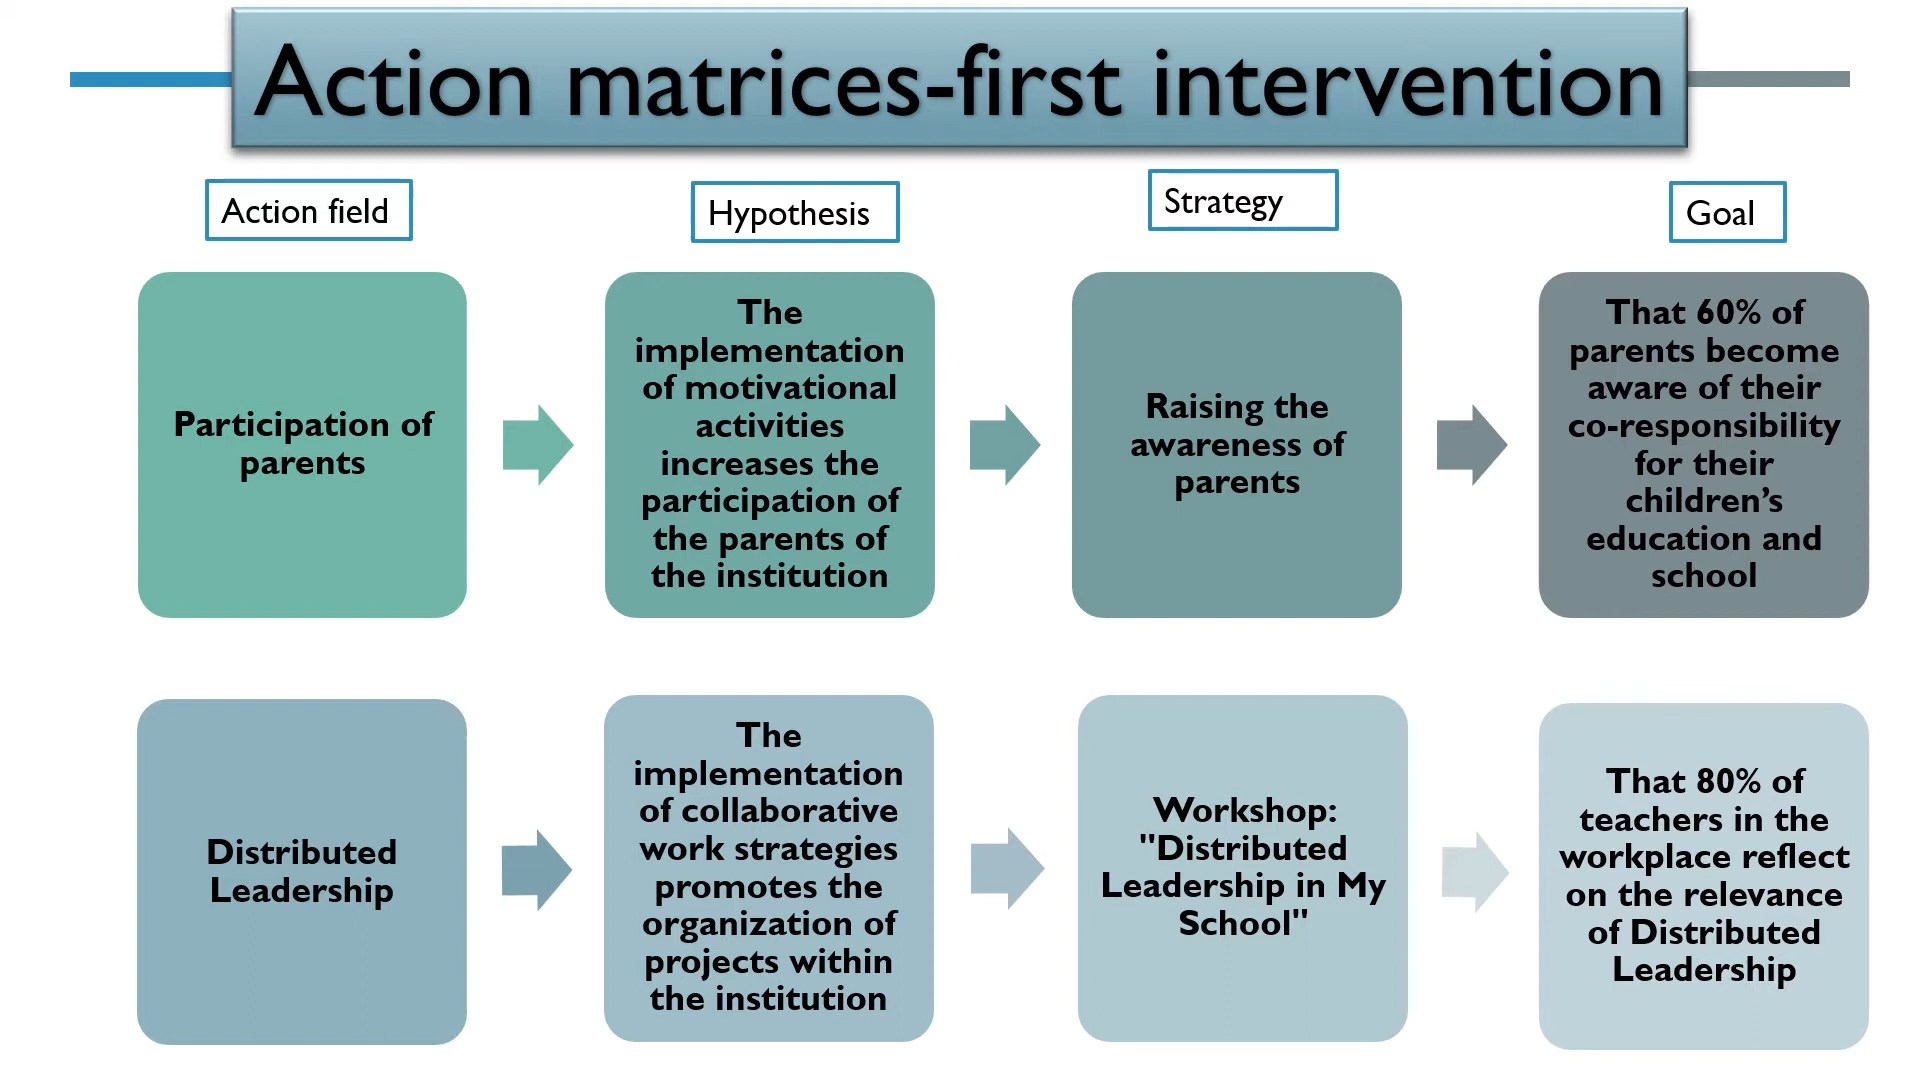 Action matrices-first intervention
Action field
Hypothesis
Strategy
Goal
Participation of
parents
The
implementation
of motivational
activities
increases the
participation of
the parents of
the institution
Raising the
awareness of
parents
That 60% of
parents become
aware of their
co-responsibility
for their
children’s
education and
school
Distributed
Leadership
The
implementation
of collaborative
work strategies
promotes the
organization of
projects within
the institution
Workshop:
"Distributed
Leadership in My
School"
That 80% of
teachers in the
workplace reflect
on the relevance
of Distributed
Leadership